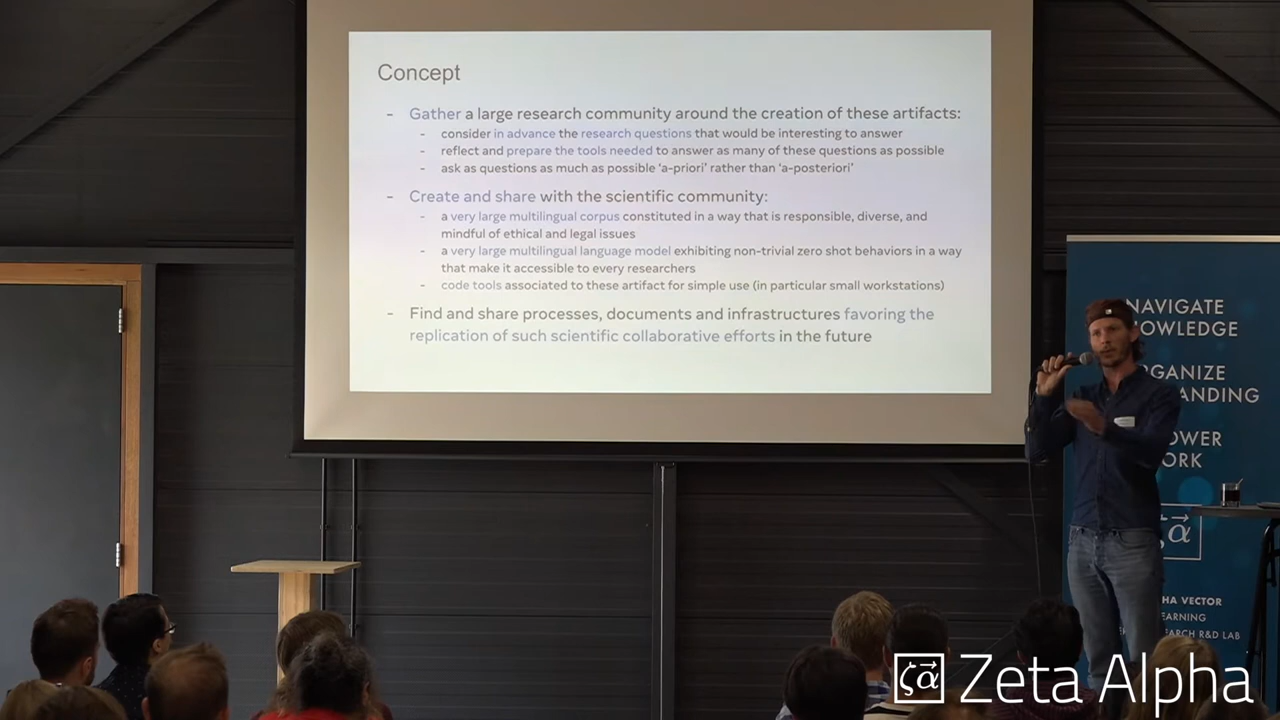 Concept
- Gather a large research community around the creation of these artifacts:
- consider in advance the research questions that would be interesting to answer
- reflect and prepare the tools needed to answer as many of these questions as possible
- ask as questions as much as possible ‘a-priori’ rather than ‘a-posteriori’
- Create and share with the scientific community:
- a very large multilingual corpus constituted in a way that is responsible, diverse, and
mindful of ethical and legal issues
- a very large multilingual language model exhibiting non-trivial zero shot behaviors in a way
that make it accessible to every researchers
- code tools associated to these artifact for simple use (in particular small workstations)
- Find and share processes, documents and infrastructures favoring the
replication of such scientific collaborative efforts in the future
NAVIGATE
RESEARCH R&D LAB
ζα Zeta Alpha